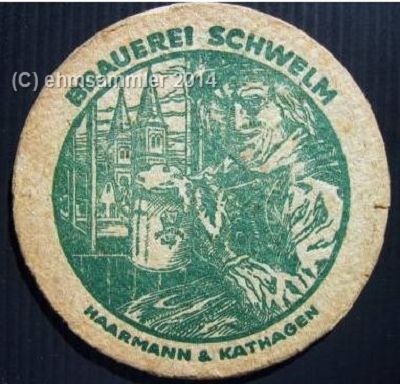 BRAUEREI SCHWELM
(C) ehmsammler 2014
HAARMANN & KATHAGEN